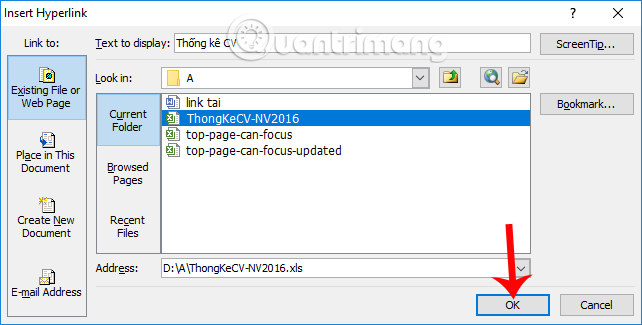 Insert Hyperlink
Link to:
Text to display: Thống kê CV
ScreenTip...
Quantrimang
Existing File or
Web Page
Look in: A
Bookmark...
Place in This
Document
Create New
Document
E-mail Address
Current
Folder
Browsed
Pages
Recent
Files
link tai
ThongKeCV-NV2016
top-page-can-focus
top-page-can-focus-updated
Address: D:\A\ThongKeCV-NV2016.xls
OK
Cancel